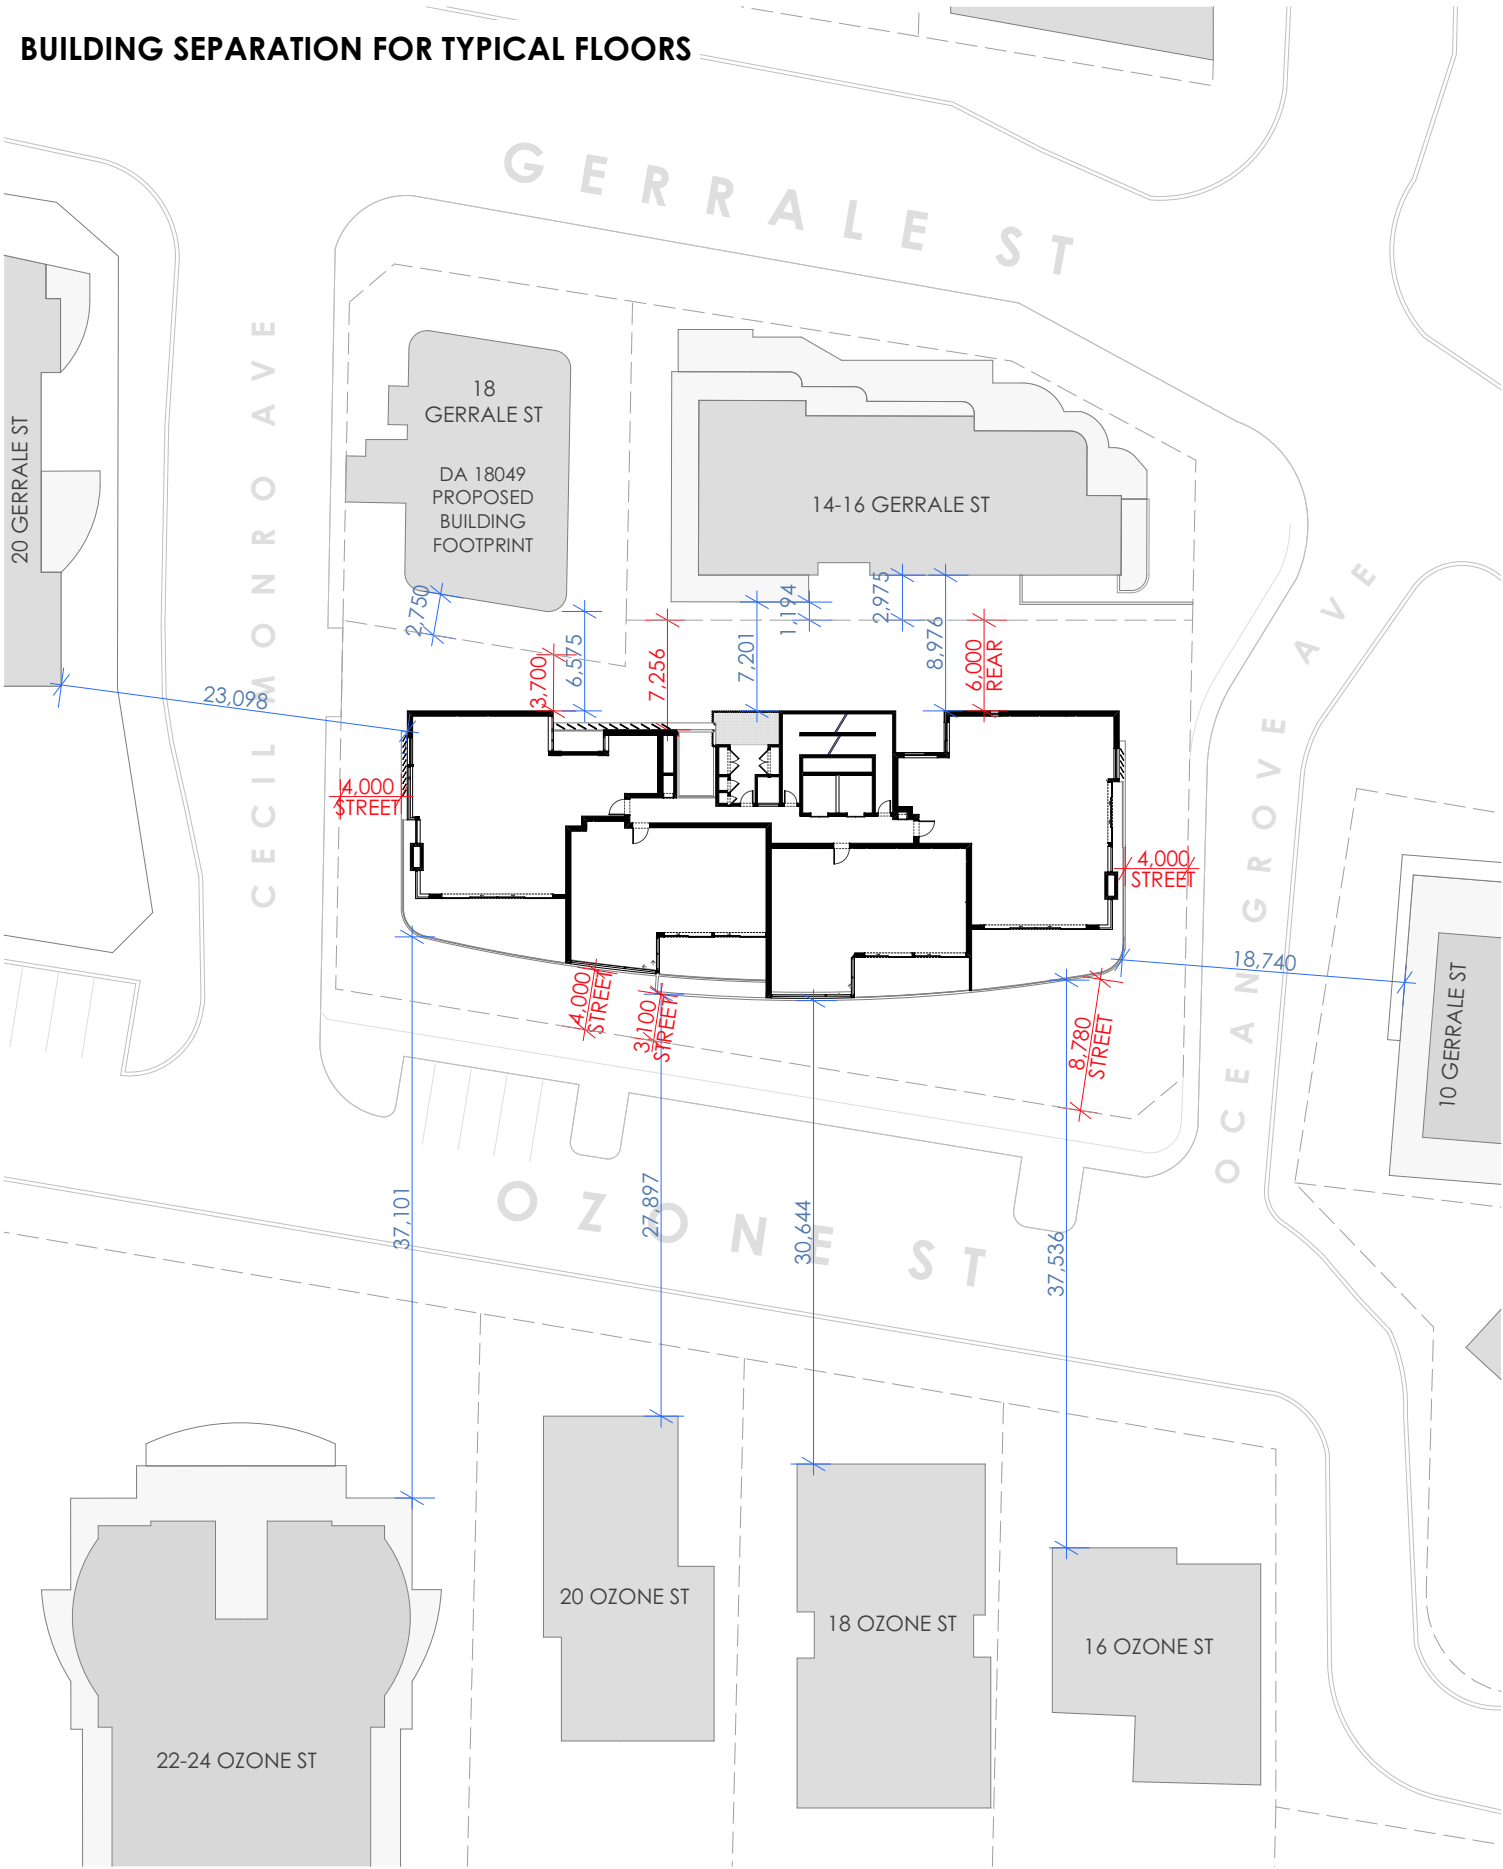 BUILDING SEPARATION FOR TYPICAL FLOORS
GERRALE ST
CECIL MONRO AVE
20 GERRALE ST
18
GERRALE ST
DA 18049
PROPOSED
BUILDING
FOOTPRINT
14-16 GERRALE ST
OCEAN GROVE AVE
2,750
6,575
3,700
7,256
7,201
1,194
2,975
8,976
6,000
REAR
23,098
4,000
STREET
4,000
STREET
18,740
10 GERRALE ST
4,000
STREET
3,100
STREET
8,780
STREET
37,101
27,897
30,644
37,536
OZONE ST
20 OZONE ST
18 OZONE ST
16 OZONE ST
22-24 OZONE ST